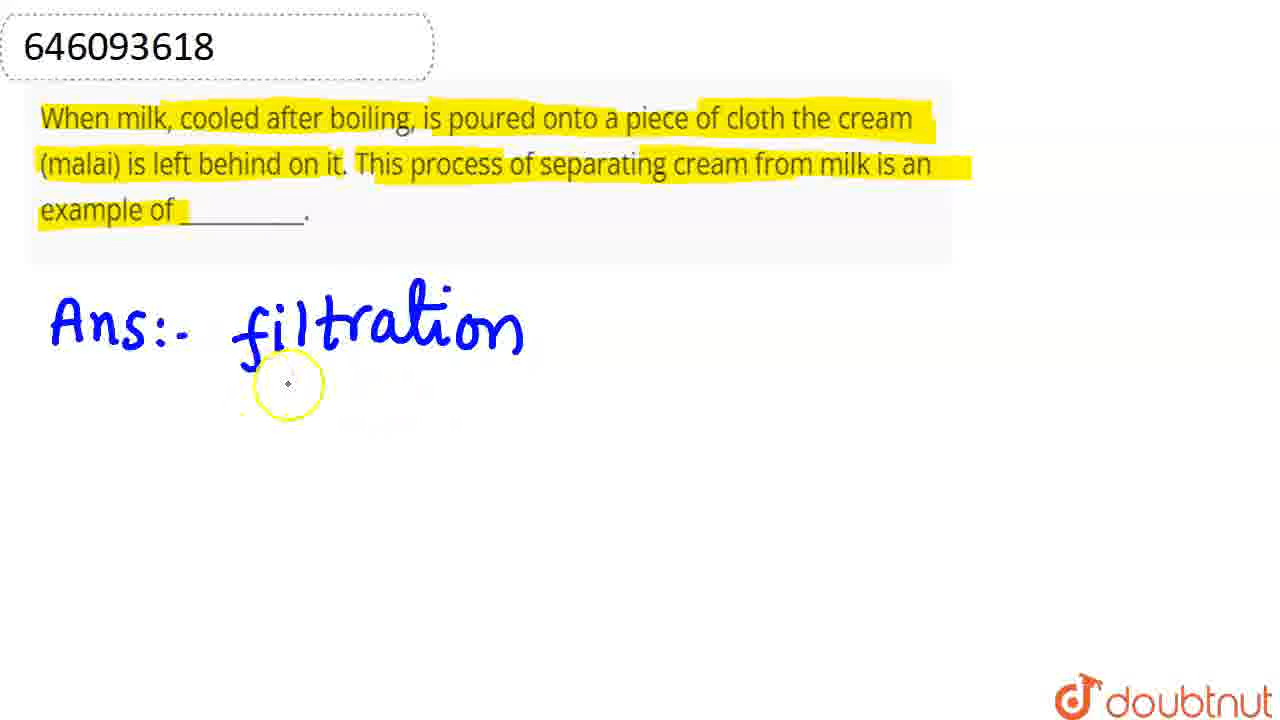 646093618
When milk, cooled after boiling, is poured onto a piece of cloth the cream
(malai) is left behind on it. This process of separating cream from milk is an
example of __________.
Ans:- filtration
doubtnut